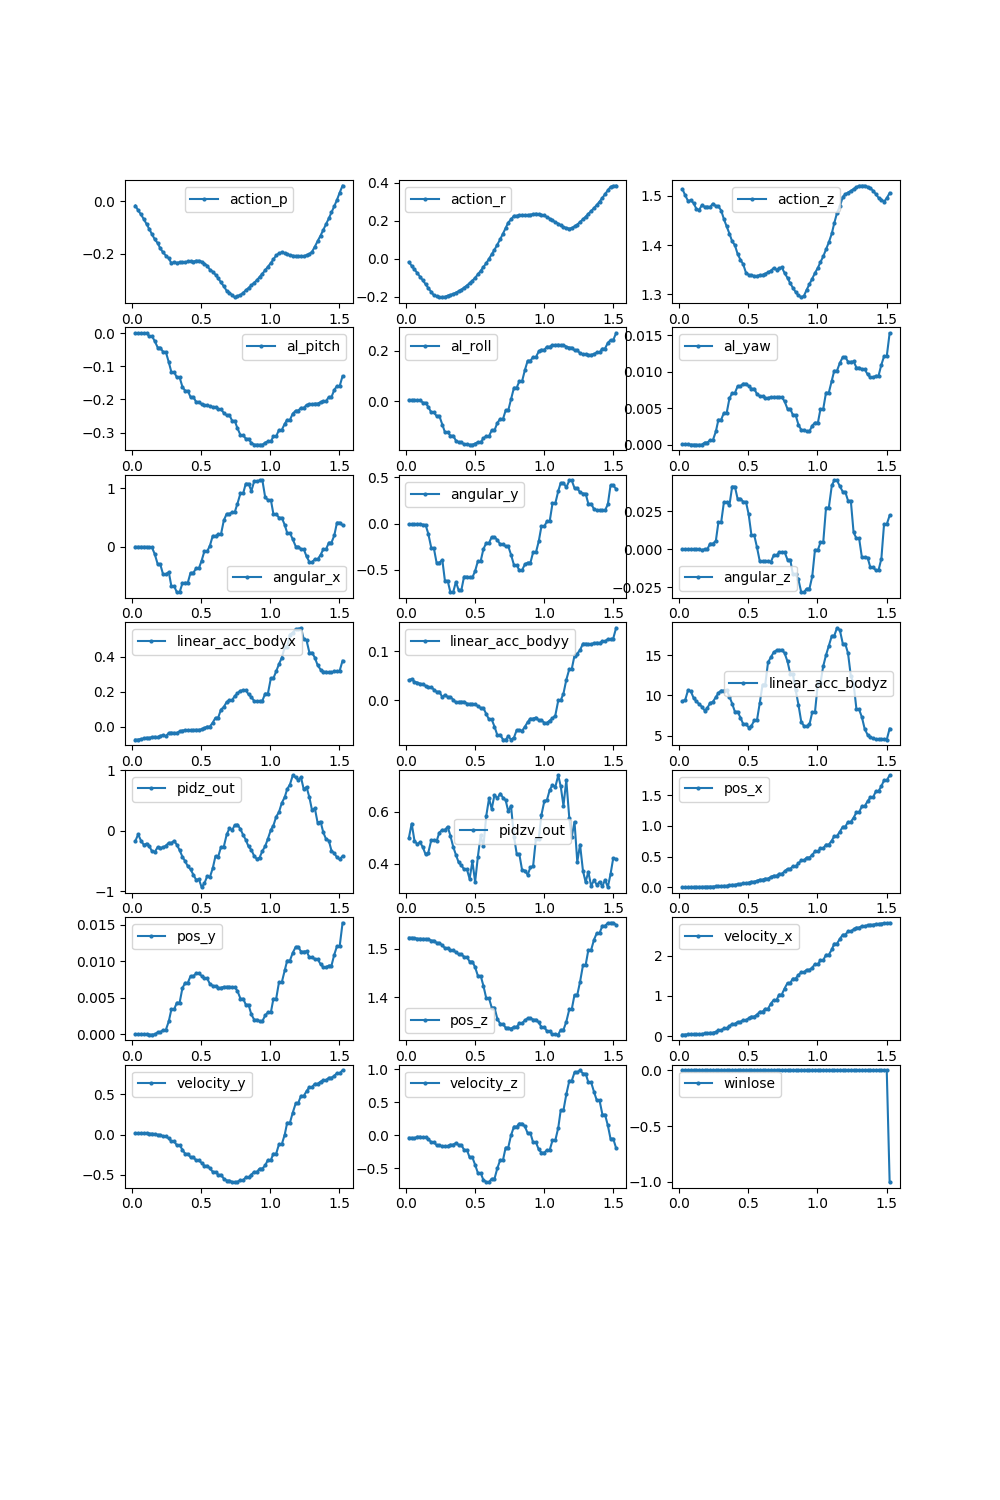 action_p
0.0
−0.2
0.0 0.5 1.0 1.5
action_r
0.4
0.2
0.0
−0.2
0.0 0.5 1.0 1.5
action_z
1.5
1.4
1.3
0.0 0.5 1.0 1.5
al_pitch
0.0
−0.1
−0.2
−0.3
0.0 0.5 1.0 1.5
al_roll
0.2
0.0
0.0 0.5 1.0 1.5
al_yaw
0.015
0.010
0.005
0.000
0.0 0.5 1.0 1.5
angular_x
1
0
0.0 0.5 1.0 1.5
angular_y
0.5
0.0
−0.5
0.0 0.5 1.0 1.5
angular_z
0.025
0.000
−0.025
0.0 0.5 1.0 1.5
linear_acc_bodyx
0.4
0.2
0.0
0.0 0.5 1.0 1.5
linear_acc_bodyy
0.1
0.0
0.0 0.5 1.0 1.5
linear_acc_bodyz
15
10
5
0.0 0.5 1.0 1.5
pidz_out
1
0
−1
0.0 0.5 1.0 1.5
pidzv_out
0.6
0.4
0.0 0.5 1.0 1.5
pos_x
1.5
1.0
0.5
0.0
0.0 0.5 1.0 1.5
pos_y
0.015
0.010
0.005
0.000
0.0 0.5 1.0 1.5
pos_z
1.5
1.4
0.0 0.5 1.0 1.5
velocity_x
2
1
0
0.0 0.5 1.0 1.5
velocity_y
0.5
0.0
−0.5
0.0 0.5 1.0 1.5
velocity_z
1.0
0.5
0.0
−0.5
0.0 0.5 1.0 1.5
winlose
0.0
−0.5
−1.0
0.0 0.5 1.0 1.5